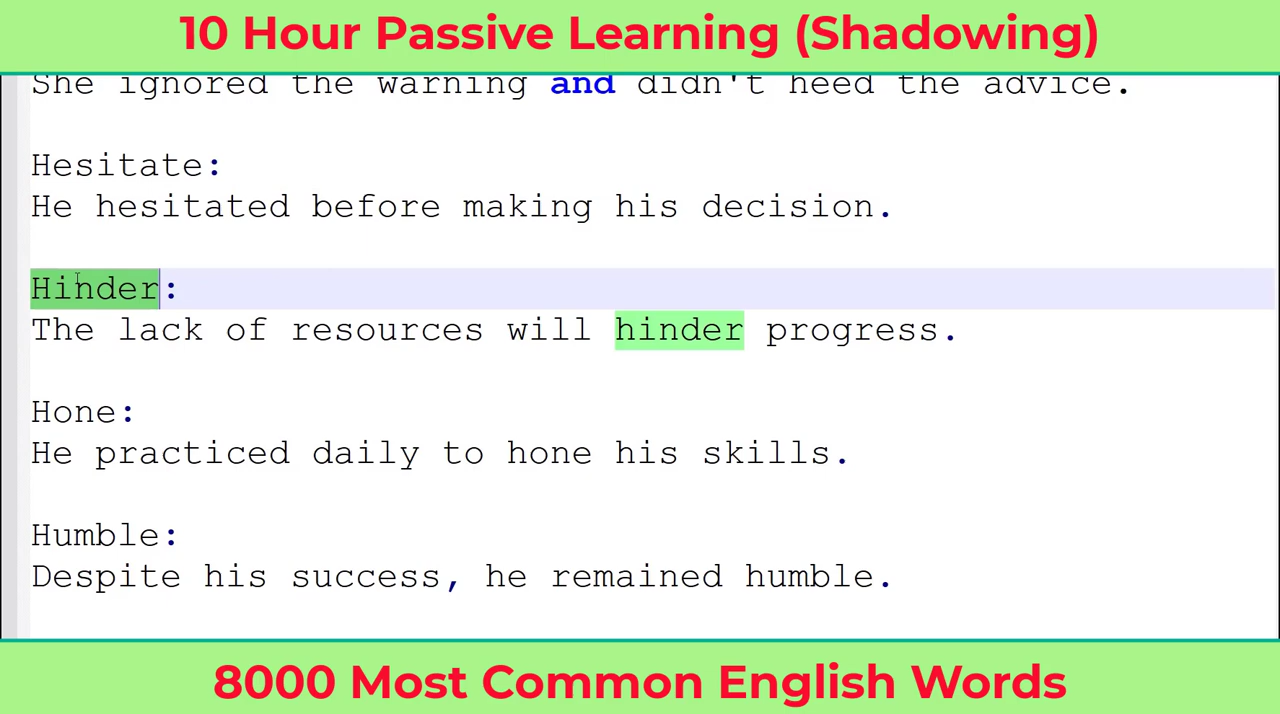 10 Hour Passive Learning (Shadowing)
She ignored the warning and didn't heed the advice.
Hesitate:
He hesitated before making his decision.
Hinder:
The lack of resources will hinder progress.
Hone:
He practiced daily to hone his skills.
Humble:
Despite his success, he remained humble.
8000 Most Common English Words